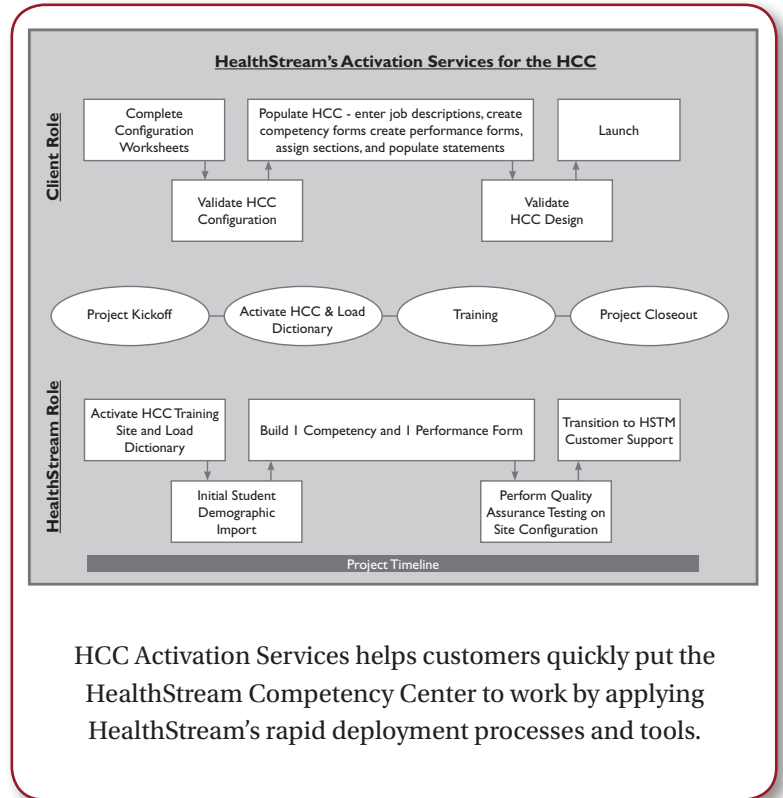 HealthStream's Activation Services for the HCC
Client Role
Complete
Configuration
Worksheets
Populate HCC - enter job descriptions, create
competency forms create performance forms,
assign sections, and populate statements
Launch
Validate HCC
Configuration
Validate
HCC Design
Project Kickoff
Activate HCC & Load
Dictionary
Training
Project Closeout
HealthStream Role
Activate HCC Training
Site and Load
Dictionary
Build 1 Competency and 1 Performance Form
Transition to HSTM
Customer Support
Initial Student
Demographic
Import
Perform Quality
Assurance Testing on
Site Configuration
Project Timeline
HCC Activation Services helps customers quickly put the
HealthStream Competency Center to work by applying
HealthStream's rapid deployment processes and tools.